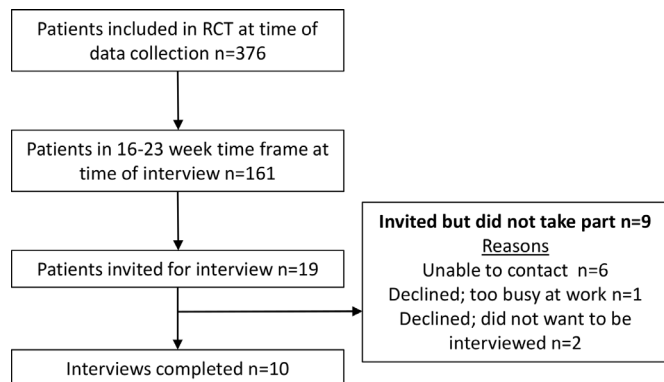 Patients included in RCT at time of
data collection n=376
Patients in 16-23 week time frame at
time of interview n=161
Patients invited for interview n=19
Invited but did not take part n=9
Reasons
Unable to contact n=6
Declined; too busy at work n=1
Declined; did not want to be
interviewed n=2
Interviews completed n=10